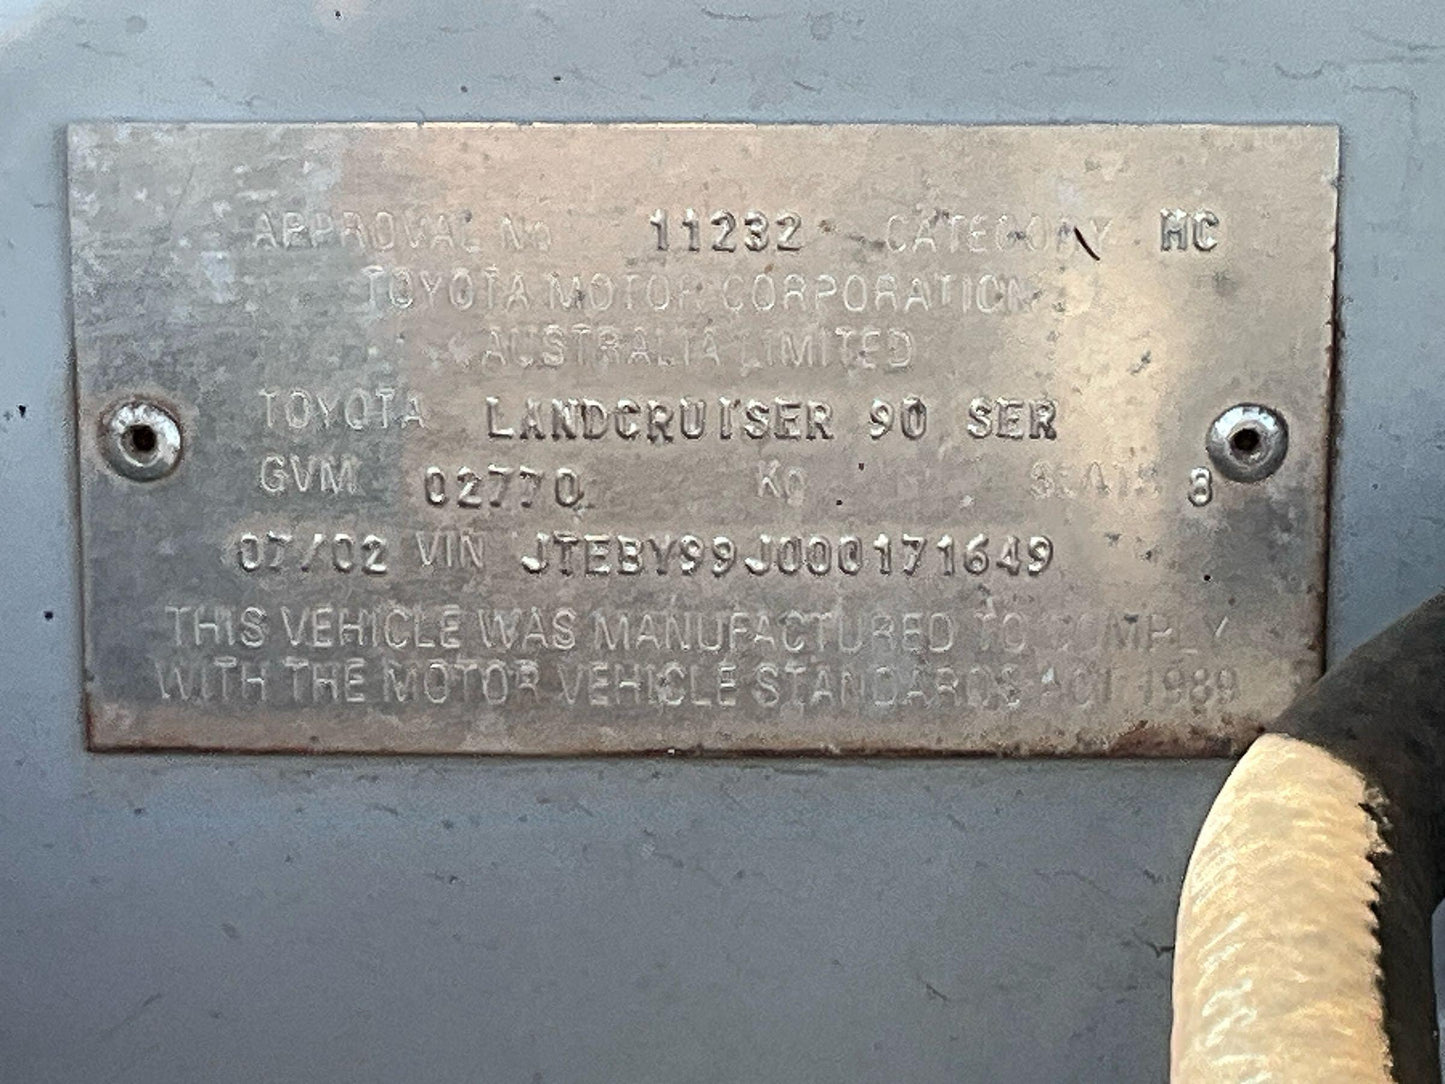 APPROVAL No 11232 CATEGORY MC
TOYOTA MOTOR CORPORATION
AUSTRALIA LIMITED
TOYOTA LANDCRUISER 90 SER
GVM 02770 Kg SEATS 8
07/02 VIN JTEBY99J000171649
THIS VEHICLE WAS MANUFACTURED TO COMPLY
WITH THE MOTOR VEHICLE STANDARDS ACT 1989